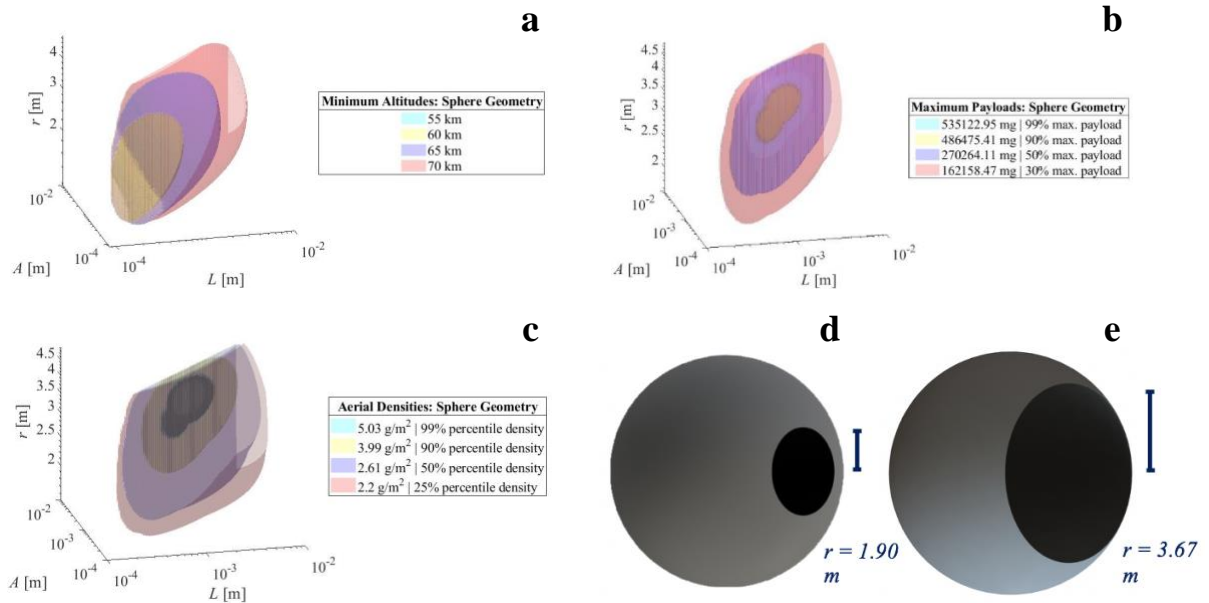 a
4
3
2
r [m]
10-2
A [m]
10-4
10-4
L [m]
10-2
Minimum Altitudes: Sphere Geometry
55 km
60 km
65 km
70 km
b
4.5
4
3.5
3
2.5
2
r [m]
10-2
10-3
A [m]
10-4
10-4
10-3
10-2
L [m]
Maximum Payloads: Sphere Geometry
535122.95 mg | 99% max. payload
486475.41 mg | 90% max. payload
270264.11 mg | 50% max. payload
162158.47 mg | 30% max. payload
c
4.5
4
3.5
3
2.5
2
r [m]
10-2
10-3
A [m]
10-4
10-4
10-3
10-2
L [m]
Aerial Densities: Sphere Geometry
5.03 g/m2 | 99% percentile density
3.99 g/m2 | 90% percentile density
2.61 g/m2 | 50% percentile density
2.2 g/m2 | 25% percentile density
d
r = 1.90
m
e
r = 3.67
m